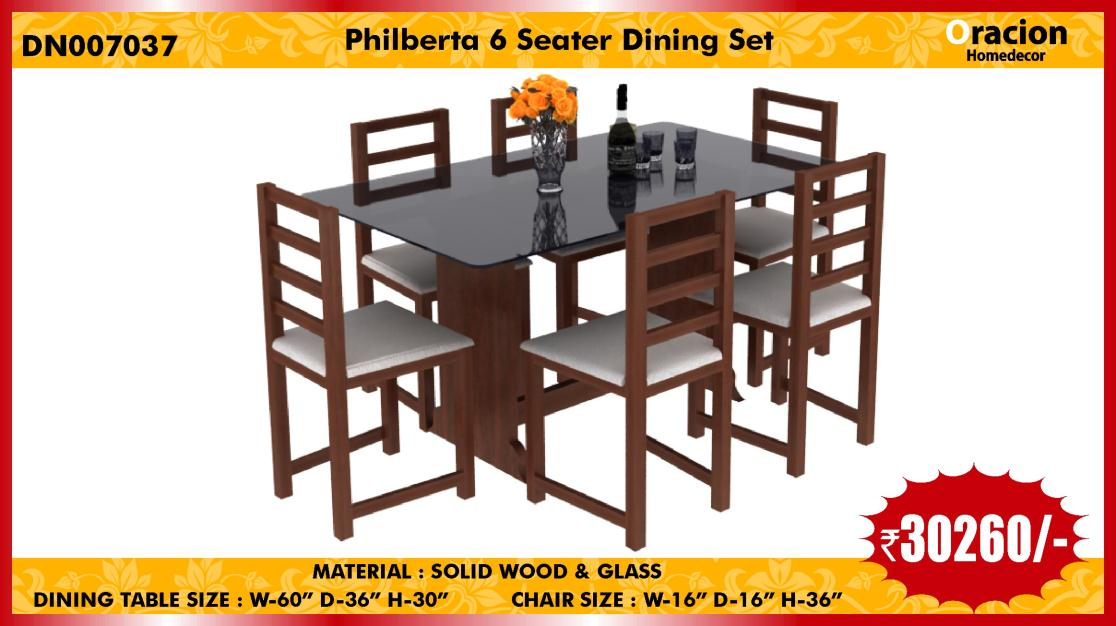 DN007037
Philberta 6 Seater Dining Set
Oracion
Homedecor
₹30260/-
MATERIAL : SOLID WOOD & GLASS
DINING TABLE SIZE : W-60” D-36” H-30” CHAIR SIZE : W-16” D-16” H-36”